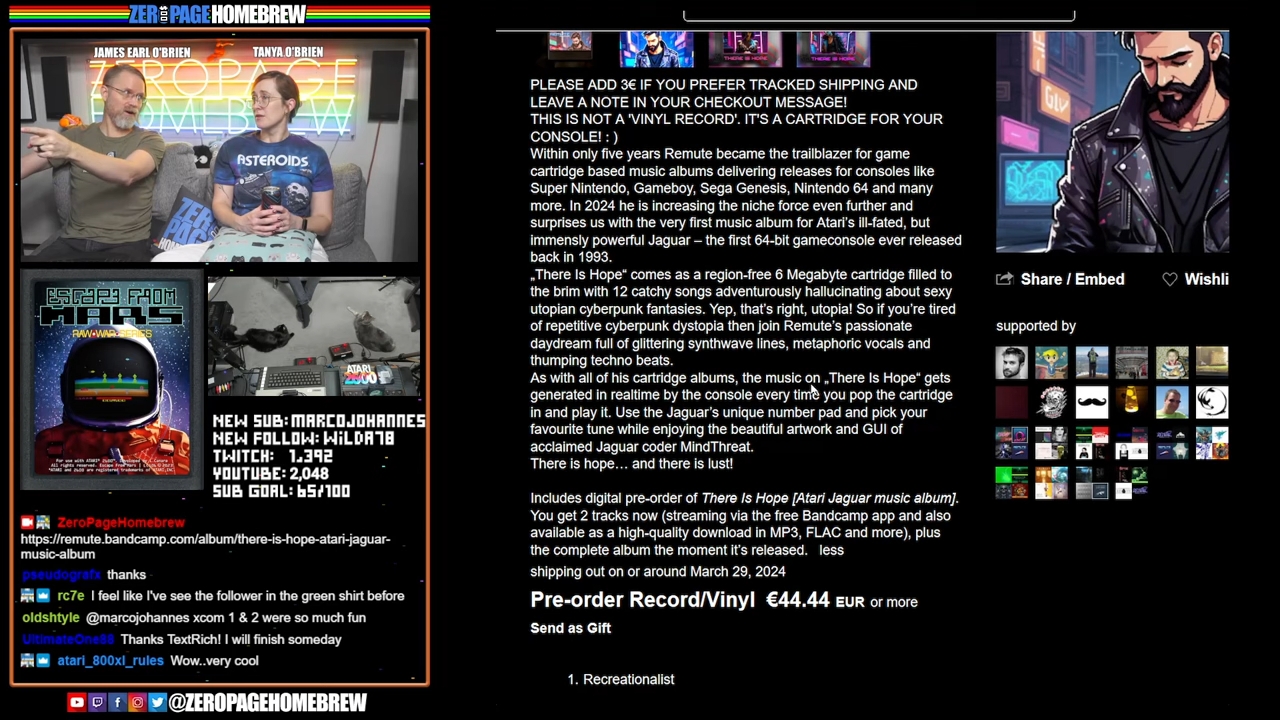 ZEROPAGEHOMEBREW
JAMES EARL O'BRIEN
TANYA O'BRIEN
ZEROPAGE
HOMEBREW
ASTEROIDS
ESCAPE FROM
MARS
RAW WAR SERIES
ATARI
2600
NEW SUB: MARCOJOHANNES
NEW FOLLOW: WILDA78
TWITCH: 1,392
YOUTUBE: 2,048
SUB GOAL: 65/100
ZeroPageHomebrew
https://remute.bandcamp.com/album/there-is-hope-atari-jaguar-
music-album
pseudografx thanks
rc7e I feel like I've see the follower in the green shirt before
oldshtyle @marcojohannes xcom 1 & 2 were so much fun
UltimateOne88 Thanks TextRich! I will finish someday
atari_800xl_rules Wow..very cool
@ZEROPAGEHOMEBREW
THERE IS HOPE
THERE IS HOPE
PLEASE ADD 3€ IF YOU PREFER TRACKED SHIPPING AND
LEAVE A NOTE IN YOUR CHECKOUT MESSAGE!
THIS IS NOT A 'VINYL RECORD'. IT'S A CARTRIDGE FOR YOUR
CONSOLE! : )
Within only five years Remute became the trailblazer for game
cartridge based music albums delivering releases for consoles like
Super Nintendo, Gameboy, Sega Genesis, Nintendo 64 and many
more. In 2024 he is increasing the niche force even further and
surprises us with the very first music album for Atari's ill-fated, but
immensely powerful Jaguar – the first 64-bit gameconsole ever released
back in 1993.
„There Is Hope“ comes as a region-free 6 Megabyte cartridge filled to
the brim with 12 catchy songs adventurously hallucinating about sexy
utopian cyberpunk fantasies. Yep, that's right, utopia! So if you're tired
of repetitive cyberpunk dystopia then join Remute's passionate
daydream full of glittering synthwave lines, metaphoric vocals and
thumping techno beats.
As with all of his cartridge albums, the music on „There Is Hope“ gets
generated in realtime by the console every time you pop the cartridge
in and play it. Use the Jaguar's unique number pad and pick your
favourite tune while enjoying the beautiful artwork and GUI of
acclaimed Jaguar coder MindThreat.
There is hope… and there is lust!
Includes digital pre-order of There Is Hope [Atari Jaguar music album].
You get 2 tracks now (streaming via the free Bandcamp app and also
available as a high-quality download in MP3, FLAC and more), plus
the complete album the moment it's released. less
shipping out on or around March 29, 2024
Pre-order Record/Vinyl €44.44 EUR or more
Send as Gift
1. Recreationalist
Share / Embed
Wishli
supported by